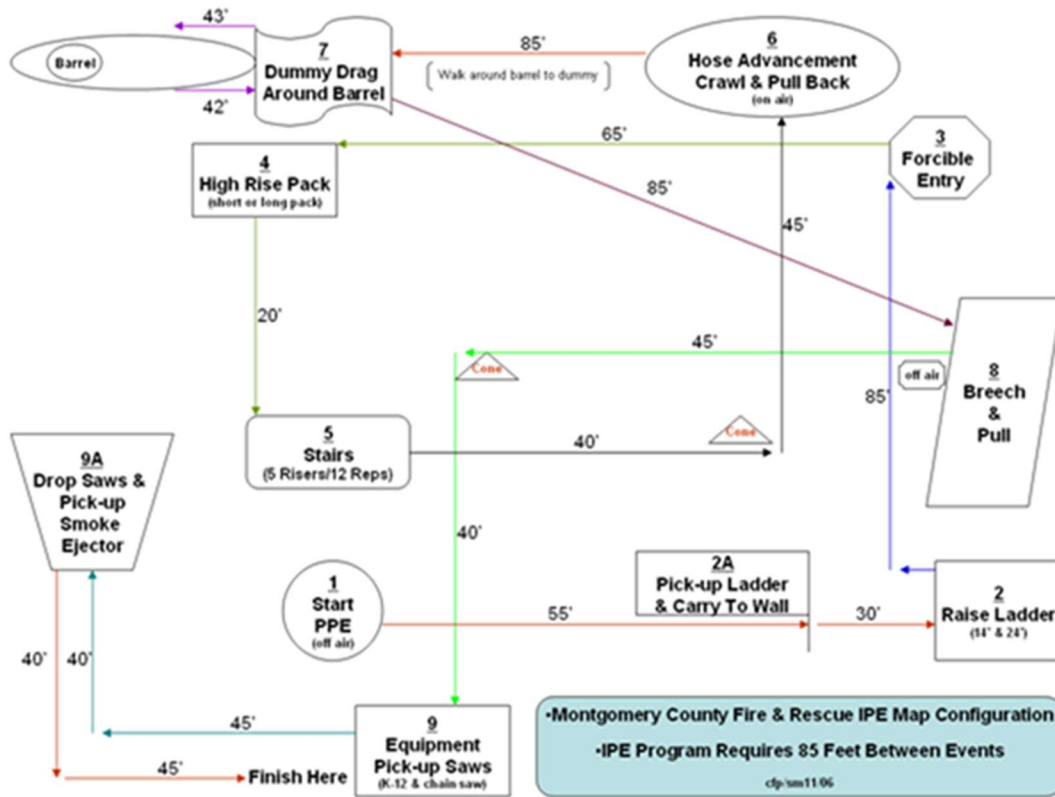 43'
Barrel
42'
7
Dummy Drag
Around Barrel
85'
Walk around barrel to dummy
6
Hose Advancement
Crawl & Pull Back
(on air)
65'
3
Forcible
Entry
4
High Rise Pack
(short or long pack)
85'
45'
20'
45'
Cone
off air
8
Breech
&
Pull
85'
Cone
5
Stairs
(5 Risers/12 Reps)
40'
9A
Drop Saws &
Pick-up
Smoke
Ejector
40'
1
Start
PPE
(off air)
55'
2A
Pick-up Ladder
& Carry To Wall
30'
2
Raise Ladder
(14' & 24')
40'
40'
45'
9
Equipment
Pick-up Saws
(K-12 & chain saw)
45'
Finish Here
•Montgomery County Fire & Rescue IPE Map Configuration
•IPE Program Requires 85 Feet Between Events
cfp/sm11/06